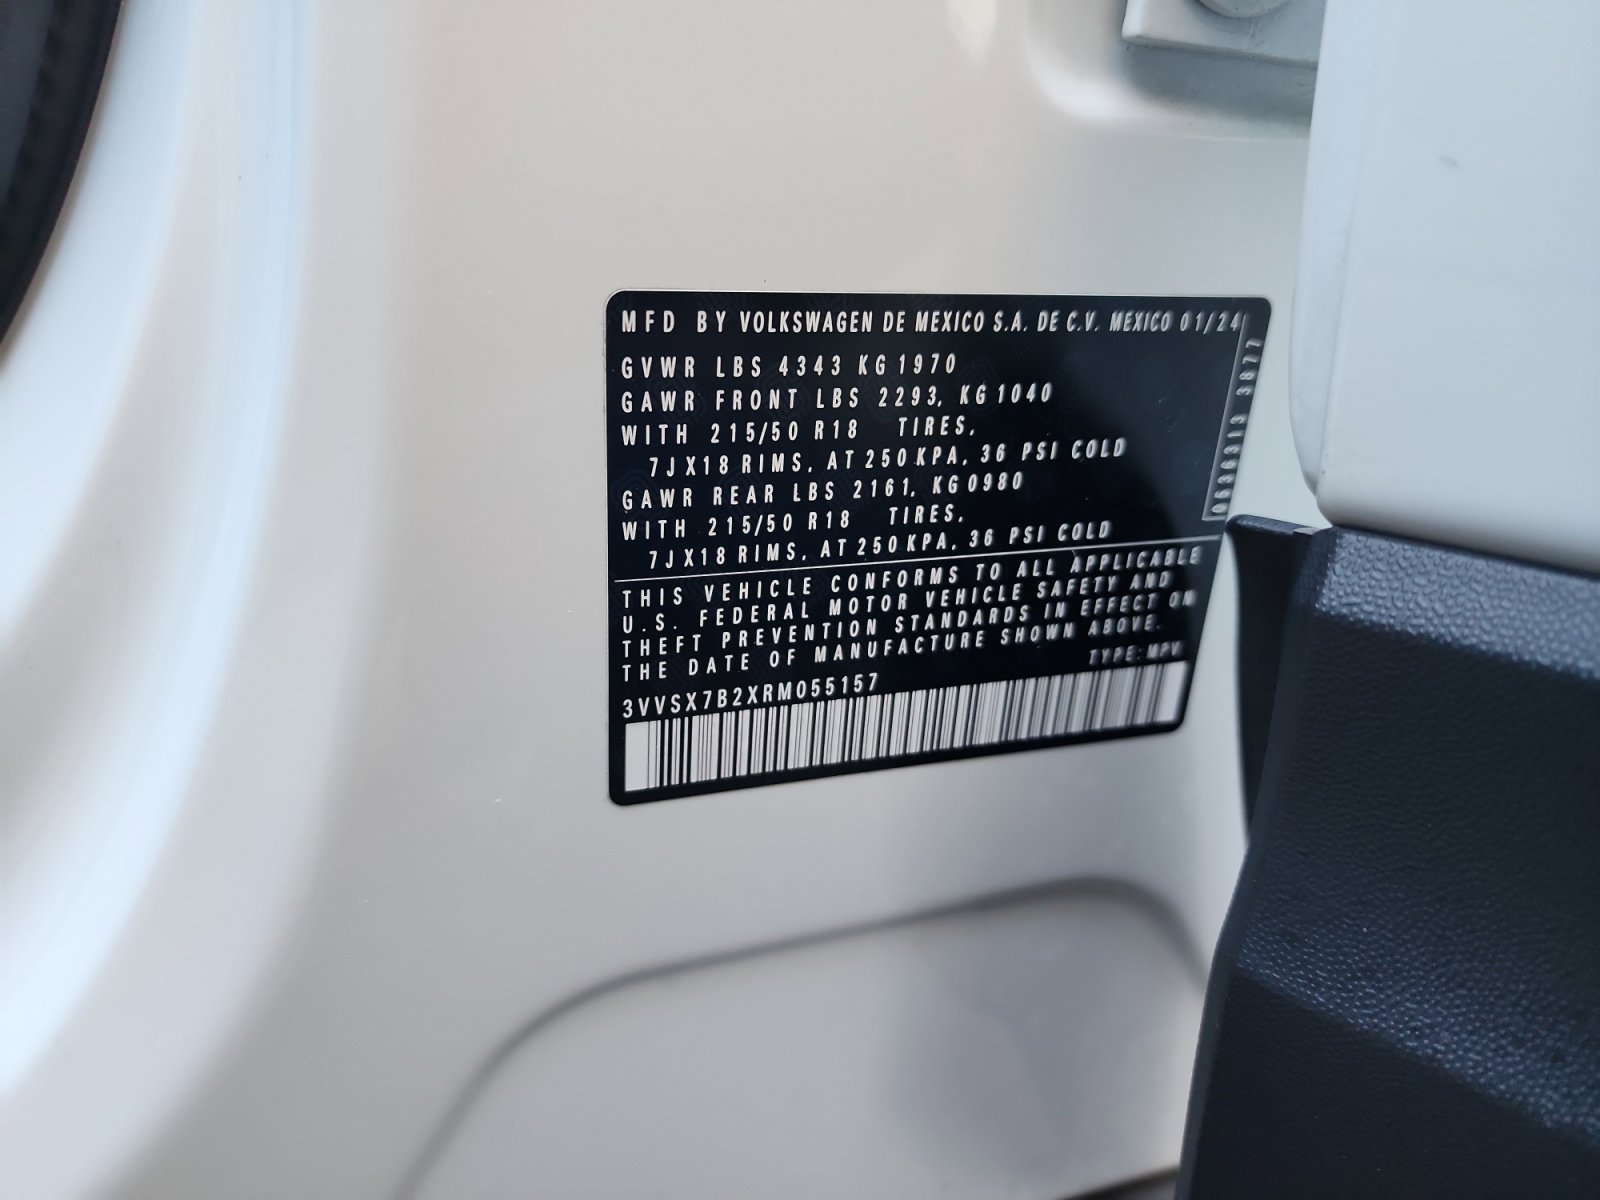 MFD BY VOLKSWAGEN DE MEXICO S.A. DE C.V. MEXICO 01/24
GVWR LBS 4343 KG 1970
GAWR FRONT LBS 2293, KG 1040
WITH 215/50 R18 TIRES,
7JX18 RIMS, AT 250 KPA, 36 PSI COLD
GAWR REAR LBS 2161, KG 0980
WITH 215/50 R18 TIRES,
7JX18 RIMS, AT 250 KPA, 36 PSI COLD
THIS VEHICLE CONFORMS TO ALL APPLICABLE
U.S. FEDERAL MOTOR VEHICLE SAFETY AND
THEFT PREVENTION STANDARDS IN EFFECT ON
THE DATE OF MANUFACTURE SHOWN ABOVE.
TYPE: MPV
3VVSX7B2XRM055157